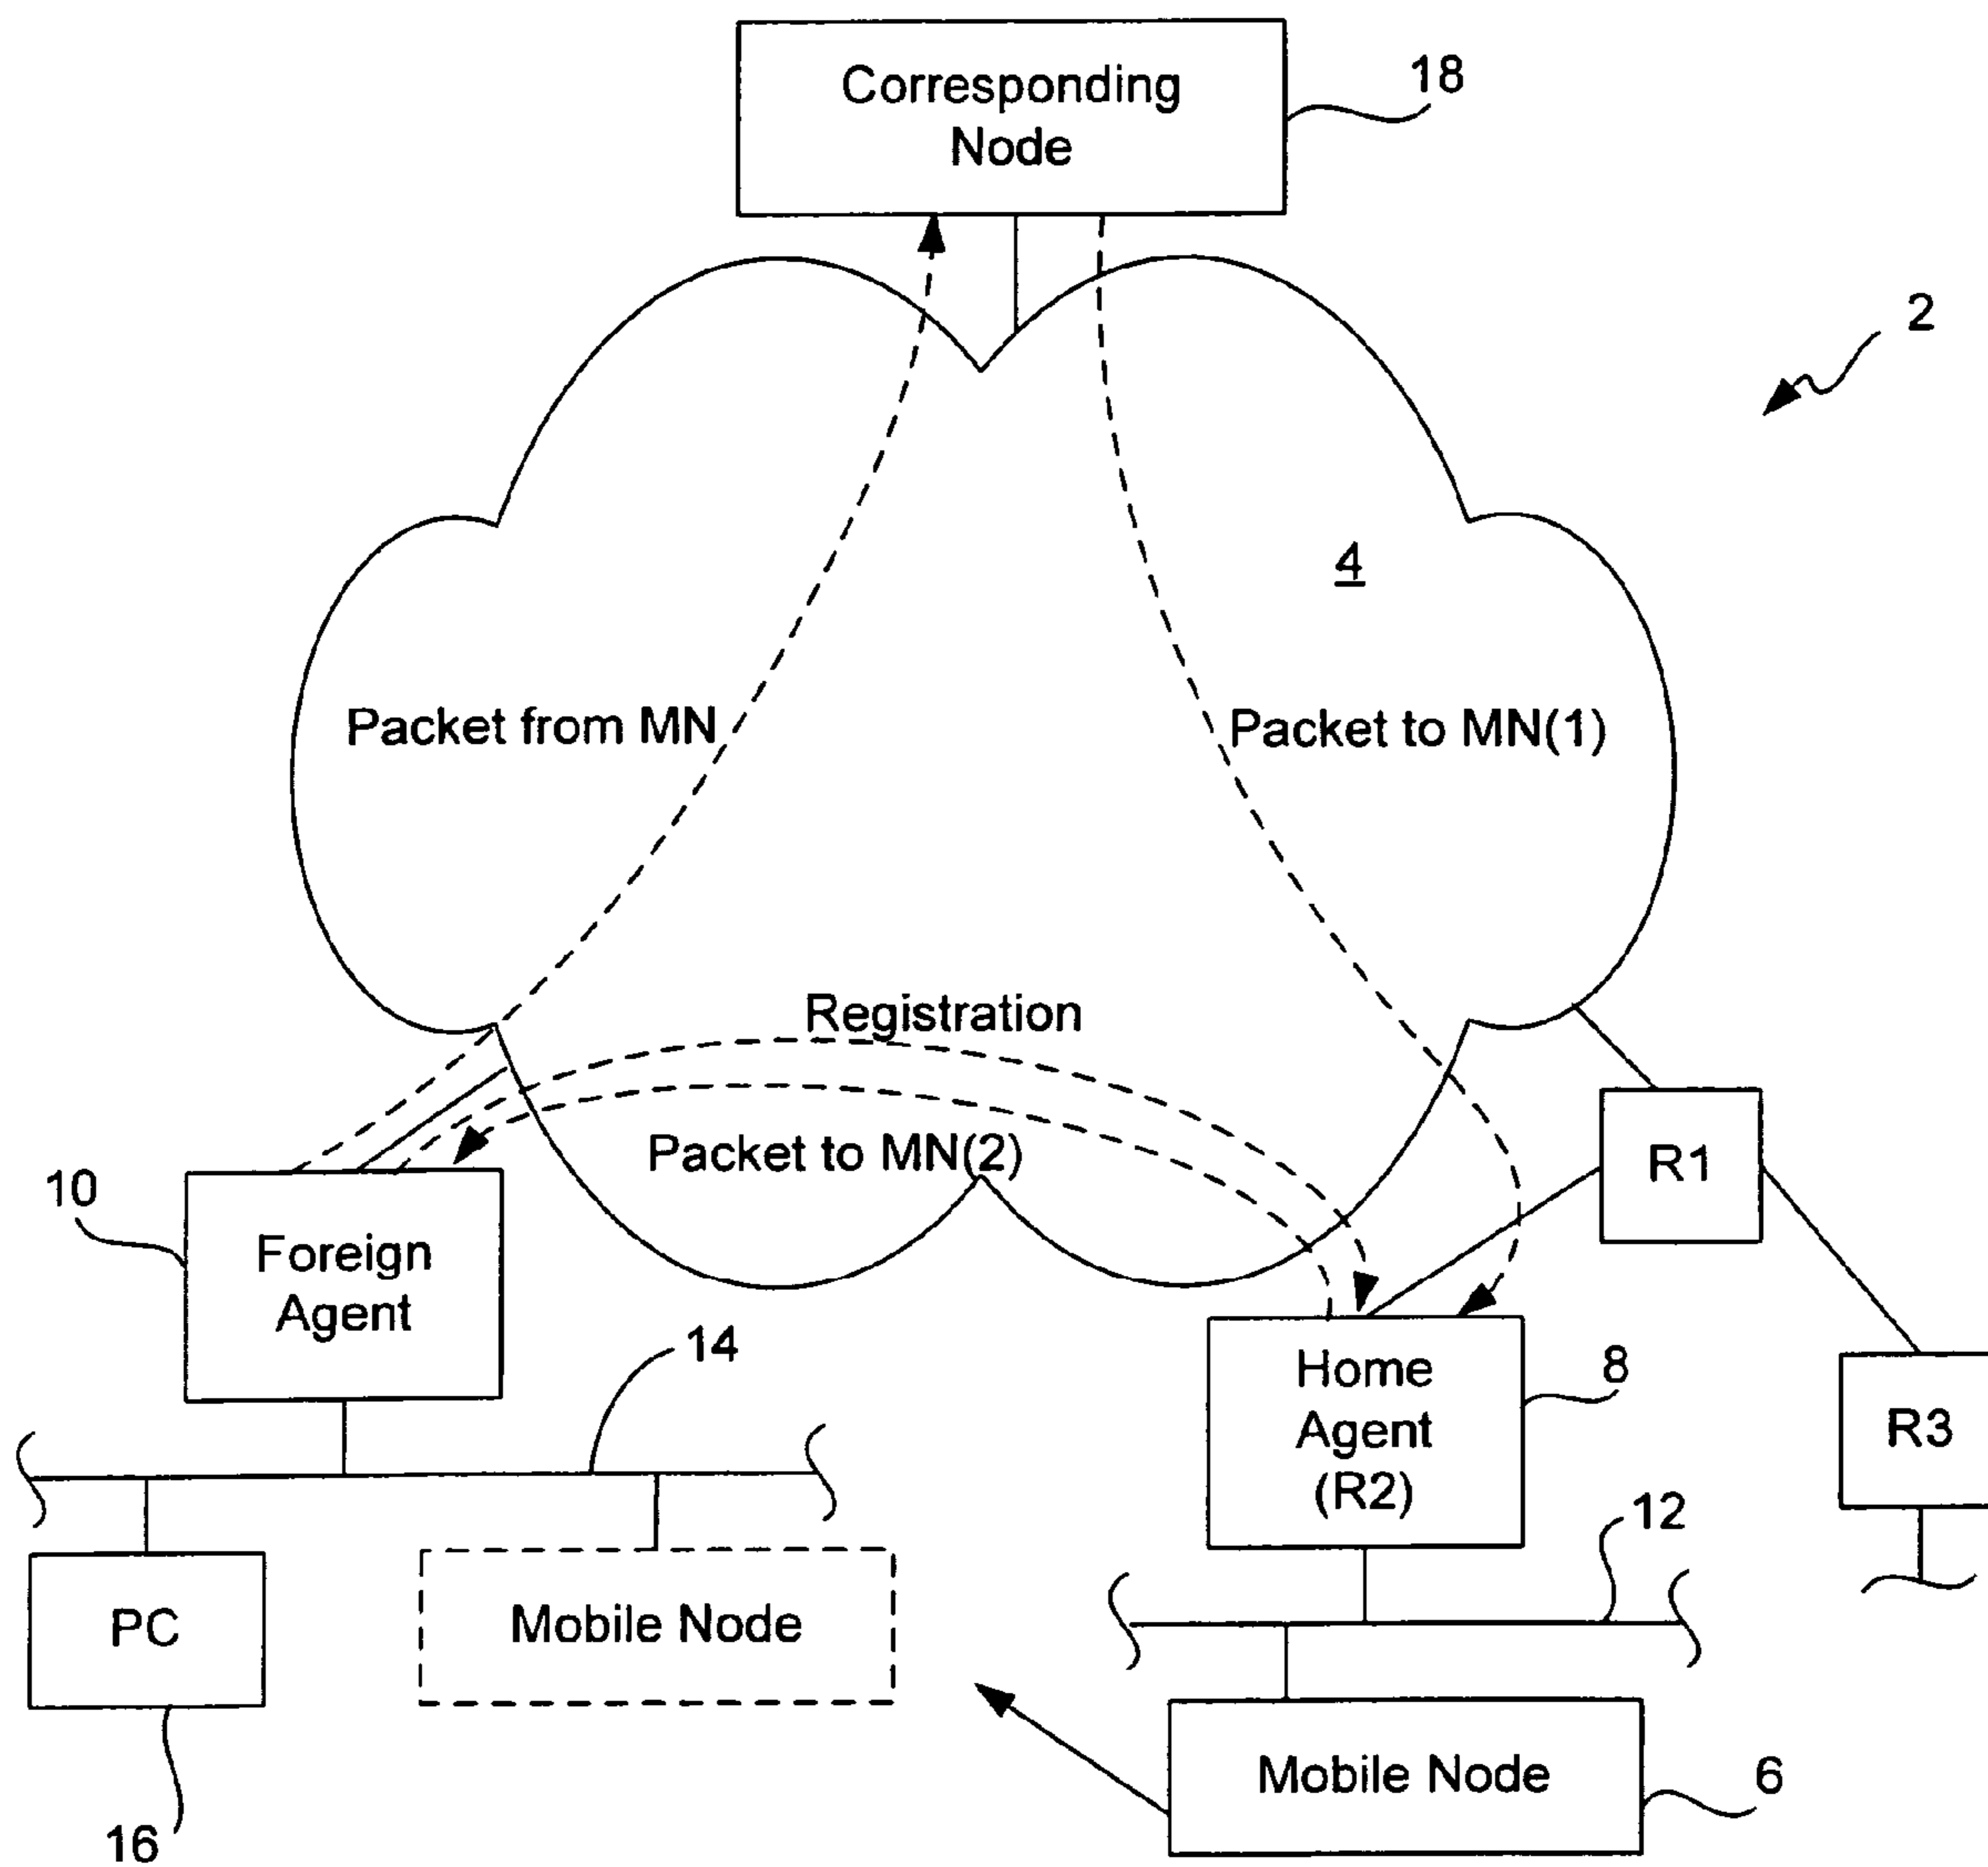 Corresponding
Node
18
2
4
Packet from MN
Packet to MN(1)
Registration
Packet to MN(2)
R1
10
Foreign
Agent
14
Home
Agent
(R2)
8
R3
12
PC
Mobile Node
Mobile Node
6
16